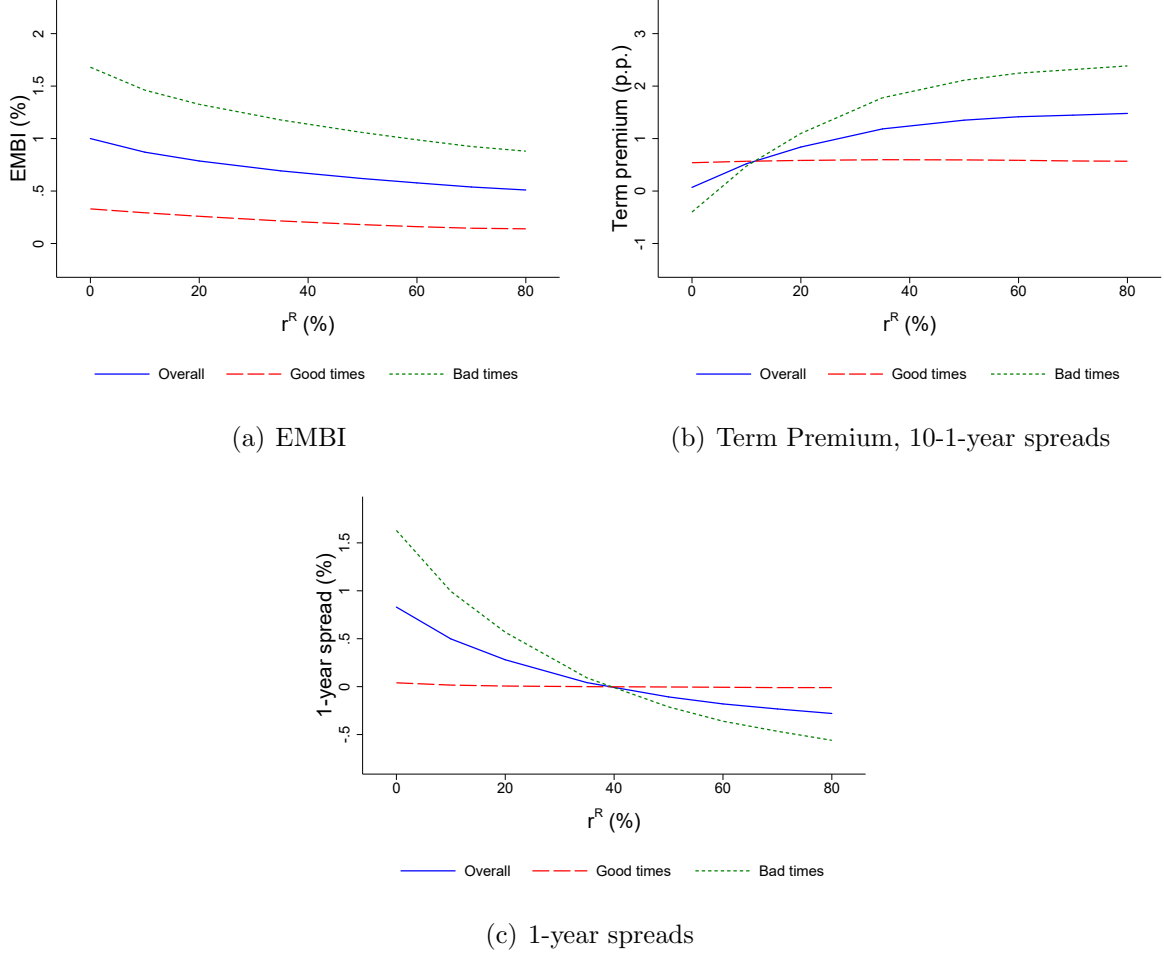 EMBI (%)
2
1.5
1
.5
0
0 20 40 60 80
r^R (%)
Overall Good times Bad times
(a) EMBI
Term premium (p.p.)
3
2
1
0
-1
0 20 40 60 80
r^R (%)
Overall Good times Bad times
(b) Term Premium, 10-1-year spreads
1-year spread (%)
1.5
1
.5
0
-.5
0 20 40 60 80
r^R (%)
Overall Good times Bad times
(c) 1-year spreads